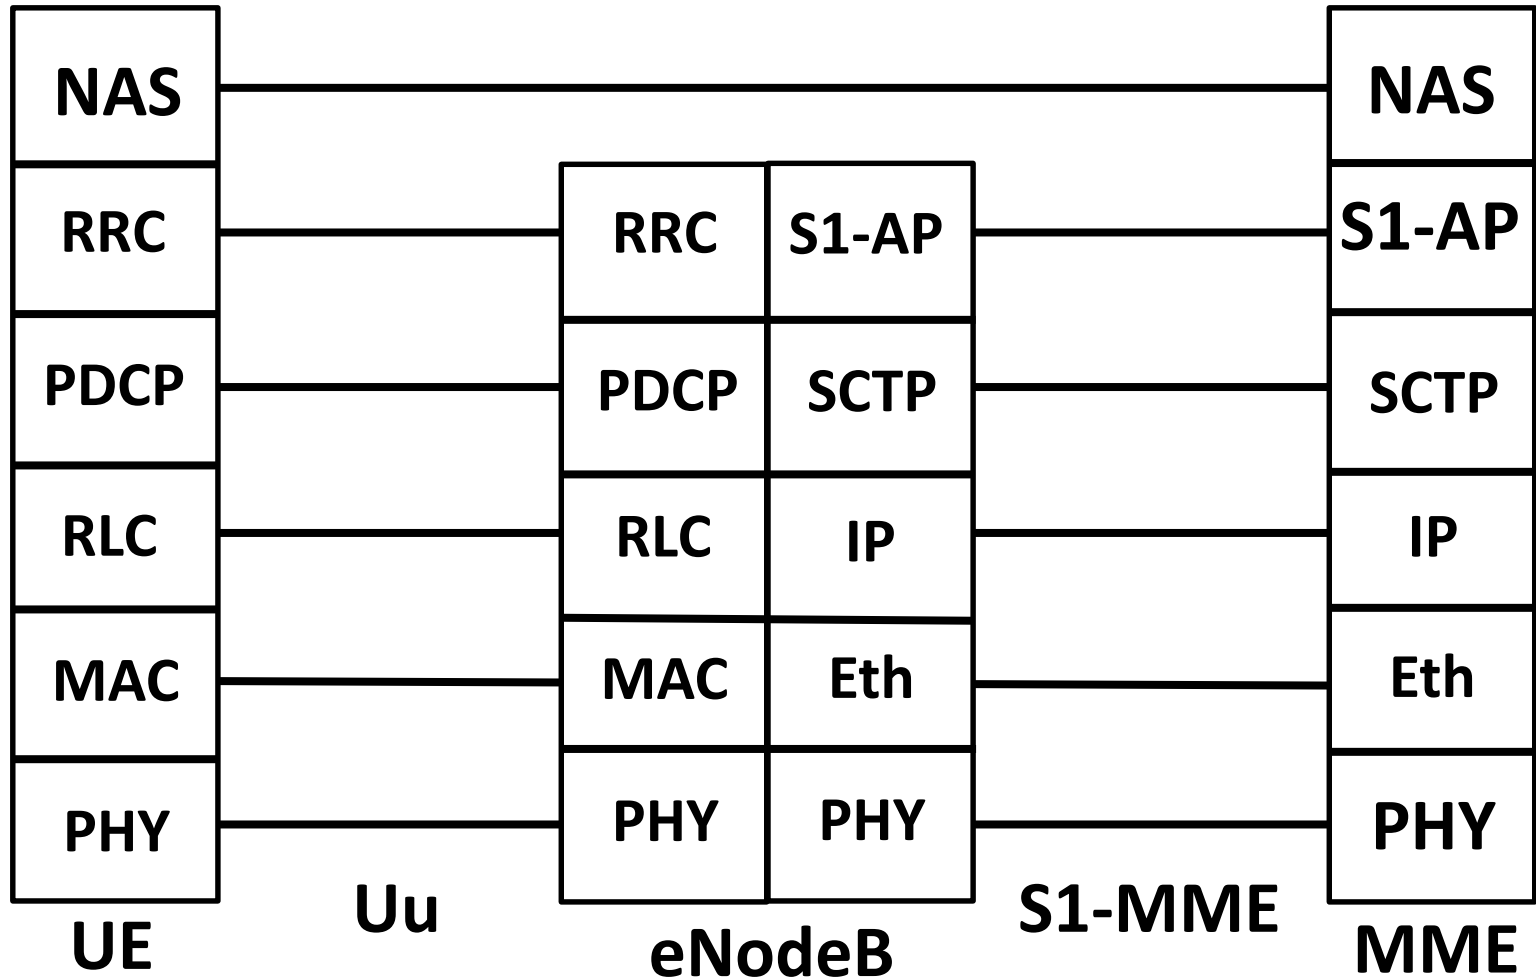 NAS NAS
RRC RRC S1-AP S1-AP
PDCP PDCP SCTP SCTP
RLC RLC IP IP
MAC MAC Eth Eth
PHY PHY PHY PHY
Uu S1-MME
UE eNodeB MME